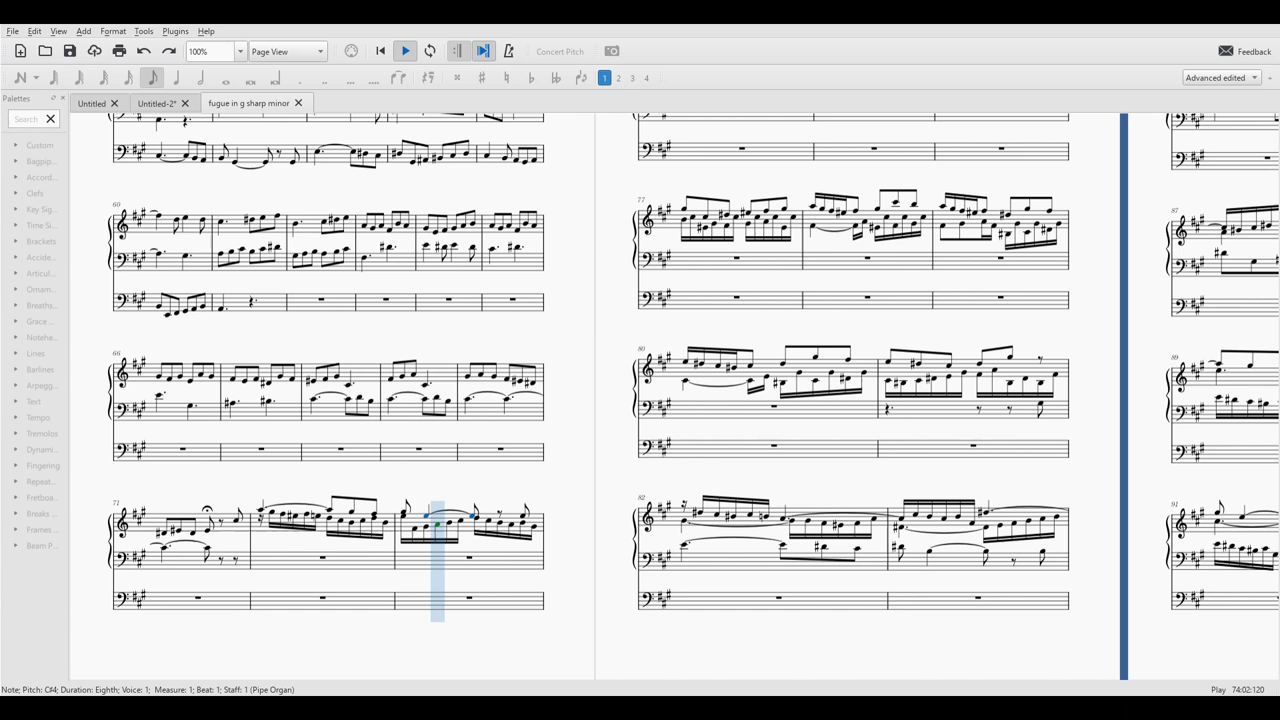 File Edit View Add Format Tools Plugins Help
100% Page View Concert Pitch Feedback
1 2 3 4 Advanced edited
Palettes Untitled Untitled-2* fugue in g sharp minor
Search
Custom
Bagpip...
Accord...
Clefs
Key Sig...
Time Si...
Brackets
Accide...
Articul...
Ornam...
Breaths...
Grace ...
Notehe...
Lines
Barlines
Arpegg...
Text
Tempo
Tremolos
Dynami...
Fingering
Repeat...
Fretboa...
Breaks ...
Frames ...
Beam P...
60
66
71
77
80
82
87
89
91
Note; Pitch: C#4; Duration: Eighth; Voice: 1; Measure: 1; Beat: 1; Staff: 1 (Pipe Organ) Play 74:02:120